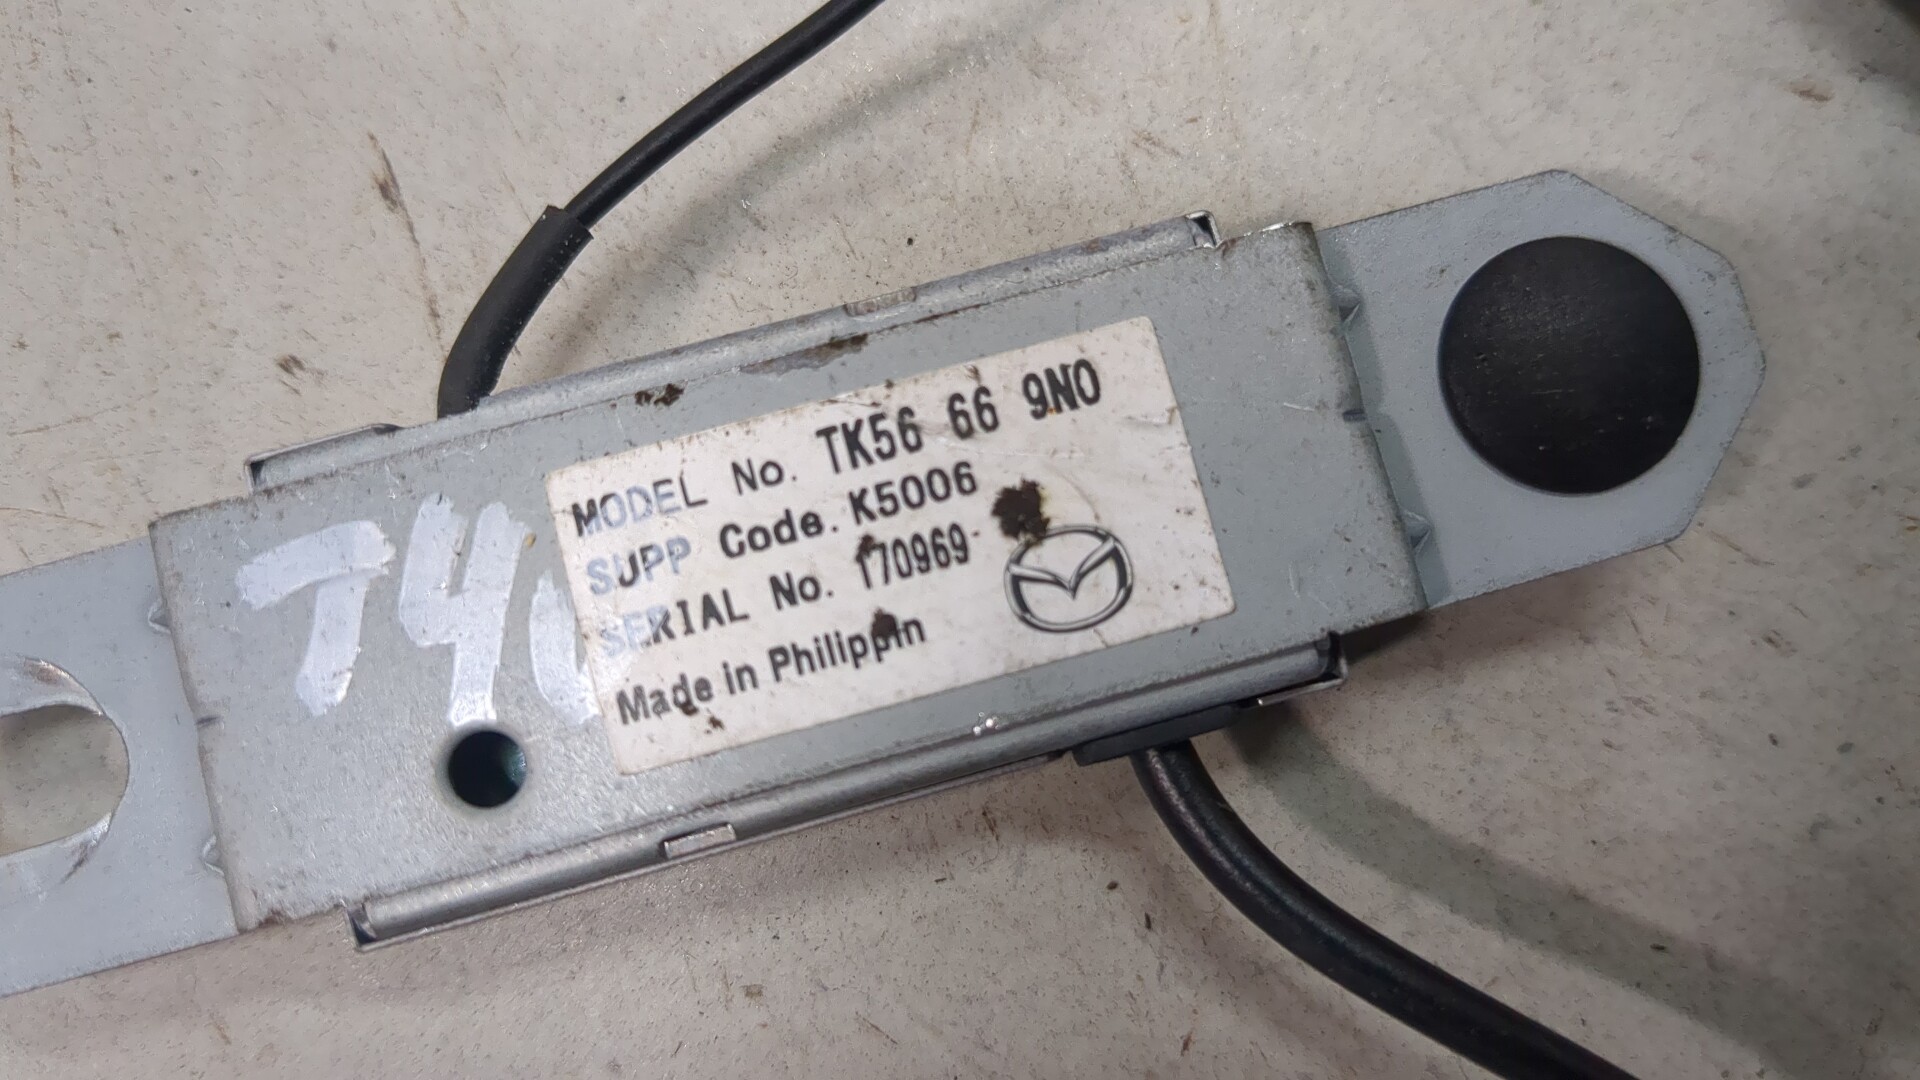 MODEL No. TK56 66 9N0
SUPP Code. K5006
SERIAL No. 170969
Made in Philippin
T4